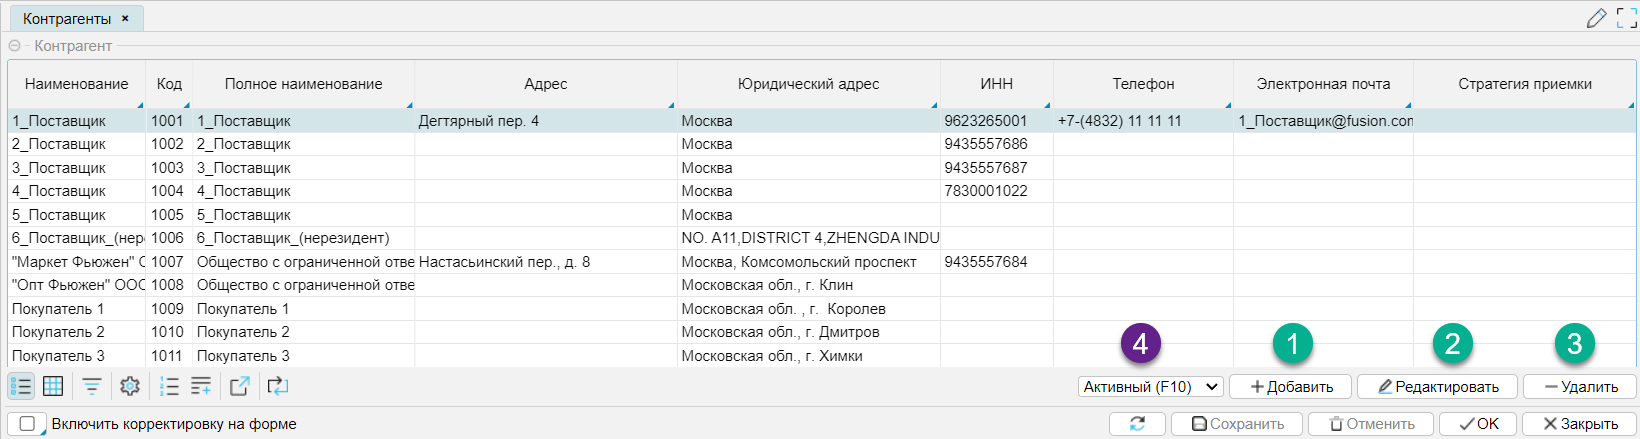 Контрагенты ×
Контрагент
Наименование Код Полное наименование Адрес Юридический адрес ИНН Телефон Электронная почта Стратегия приемки
1_Поставщик 1001 1_Поставщик Дегтярный пер. 4 Москва 9623265001 +7-(4832) 11 11 11 1_Поставщик@fusion.con
2_Поставщик 1002 2_Поставщик Москва 9435557686
3_Поставщик 1003 3_Поставщик Москва 9435557687
4_Поставщик 1004 4_Поставщик Москва 7830001022
5_Поставщик 1005 5_Поставщик Москва
6_Поставщик_(нер 1006 6_Поставщик_(нерезидент) NO. A11,DISTRICT 4,ZHENGDA INDU
"Маркет Фьюжен" О 1007 Общество с ограниченной отве Настасьинский пер., д. 8 Москва, Комсомольский проспект 9435557684
"Опт Фьюжен" ООО 1008 Общество с ограниченной отве Московская обл., г. Клин
Покупатель 1 1009 Покупатель 1 Московская обл. , г. Королев
Покупатель 2 1010 Покупатель 2 Московская обл., г. Дмитров
Покупатель 3 1011 Покупатель 3 Московская обл., г. Химки
4 1 2 3
Активный (F10) Добавить Редактировать Удалить
Включить корректировку на форме Сохранить Отменить OK Закрыть